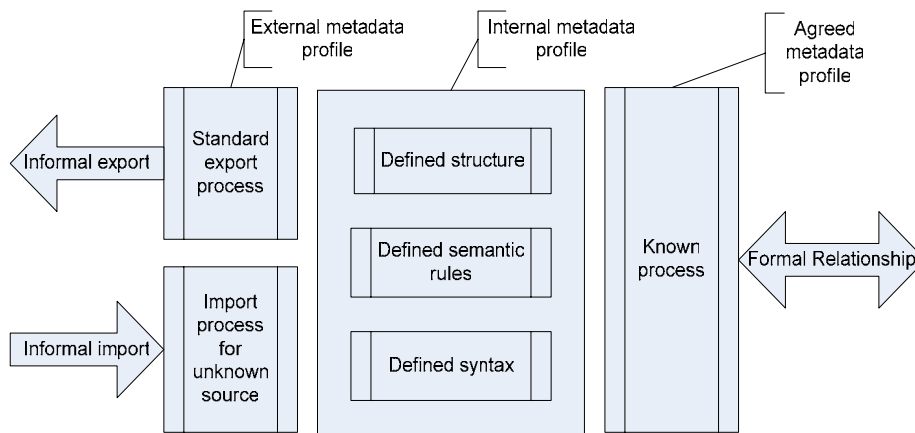 External metadata
profile
Internal metadata
profile
Agreed
metadata
profile
Informal export
Standard
export
process
Defined structure
Defined semantic
rules
Known
process
Formal Relationship
Informal import
Import
process
for
unknown
source
Defined syntax